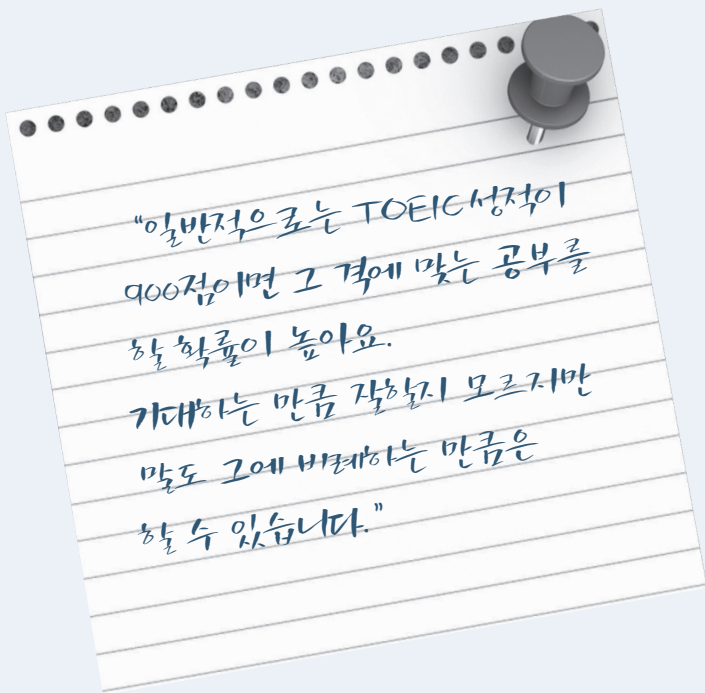 "일반적으로는 TOEIC성적이
900점이면 그 격에 맞는 공부를
할 확률이 높아요.
기대하는 만큼 잘할지 모르지만
말도 그에 비례하는 만큼은
할 수 있습니다."